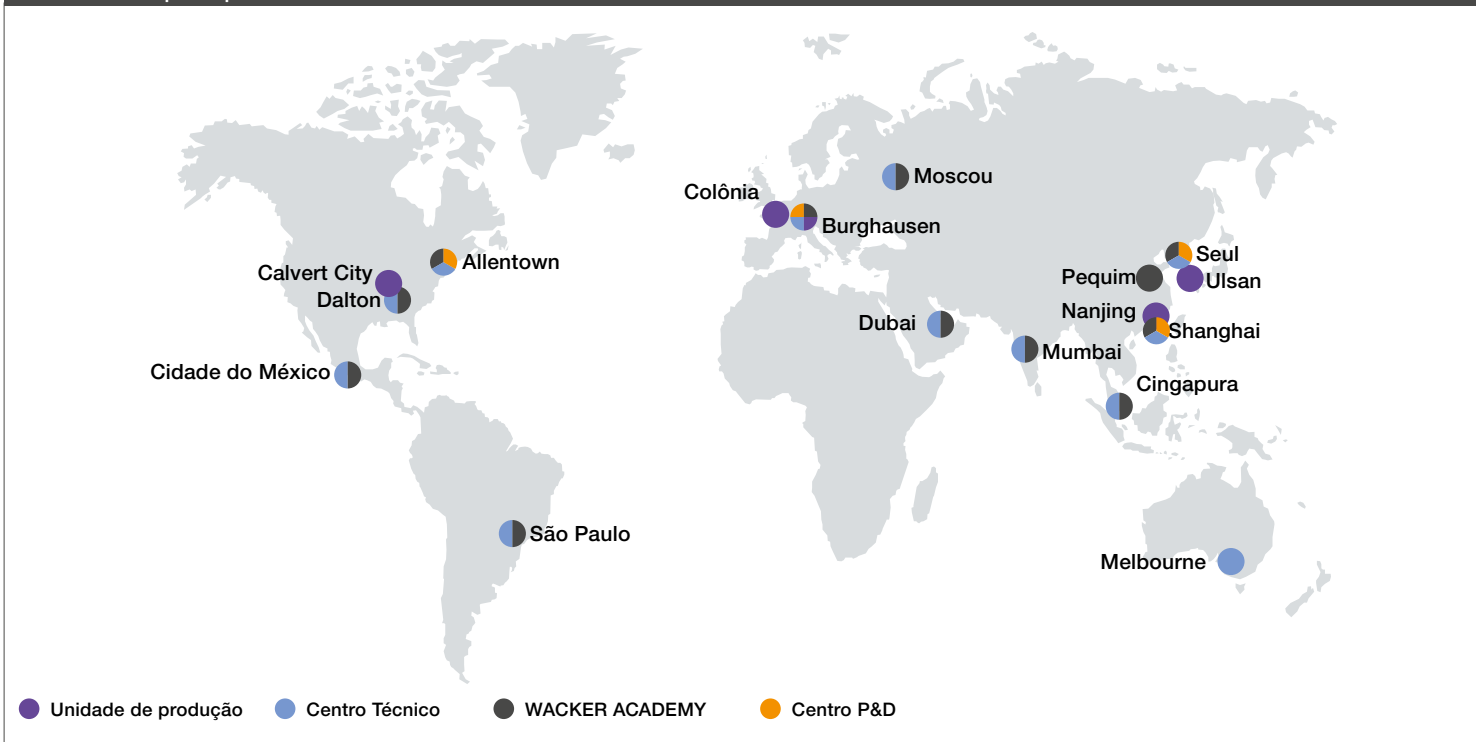 Moscou
Colônia
Burghausen
Allentown
Calvert City
Dalton
Seul
Pequim
Ulsan
Nanjing
Shanghai
Dubai
Mumbai
Cidade do México
Cingapura
São Paulo
Melbourne
Unidade de produção
Centro Técnico
WACKER ACADEMY
Centro P&D